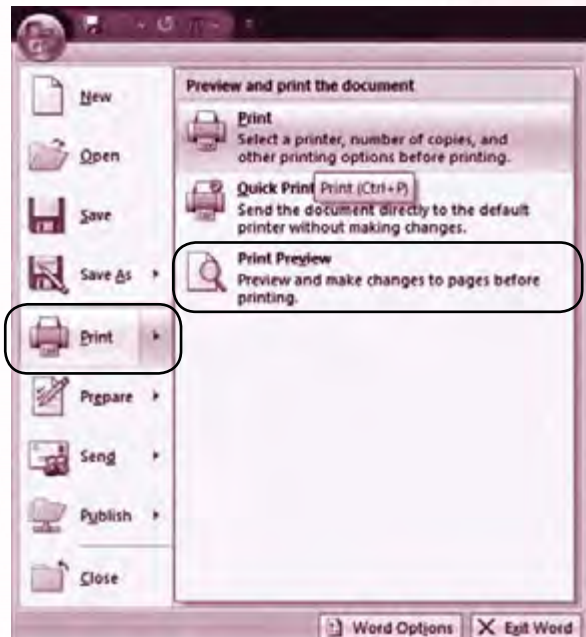 New
Open
Save
Save As
Print
Prepare
Send
Publish
Close
Preview and print the document
Print
Select a printer, number of copies, and
other printing options before printing.
Quick Print Print (Ctrl+P)
Send the document directly to the default
printer without making changes.
Print Preview
Preview and make changes to pages before
printing.
Word Options
Exit Word